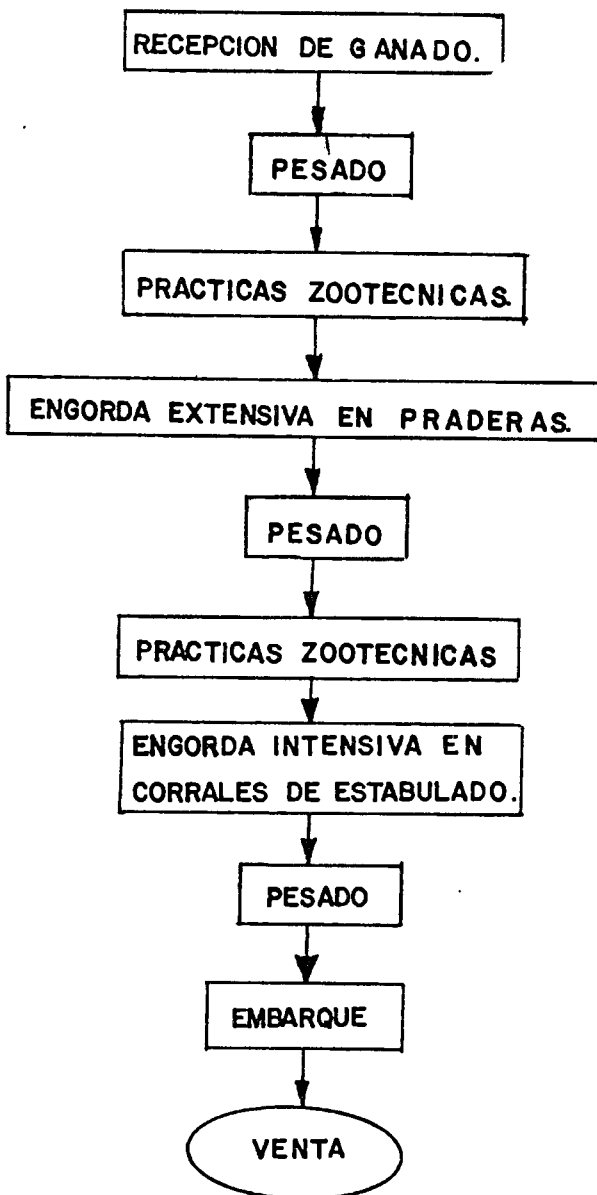 RECEPCION DE GANADO.
PESADO
PRACTICAS ZOOTECNICAS.
ENGORDA EXTENSIVA EN PRADERAS.
PESADO
PRACTICAS ZOOTECNICAS
ENGORDA INTENSIVA EN
CORRALES DE ESTABULADO.
PESADO
EMBARQUE
VENTA